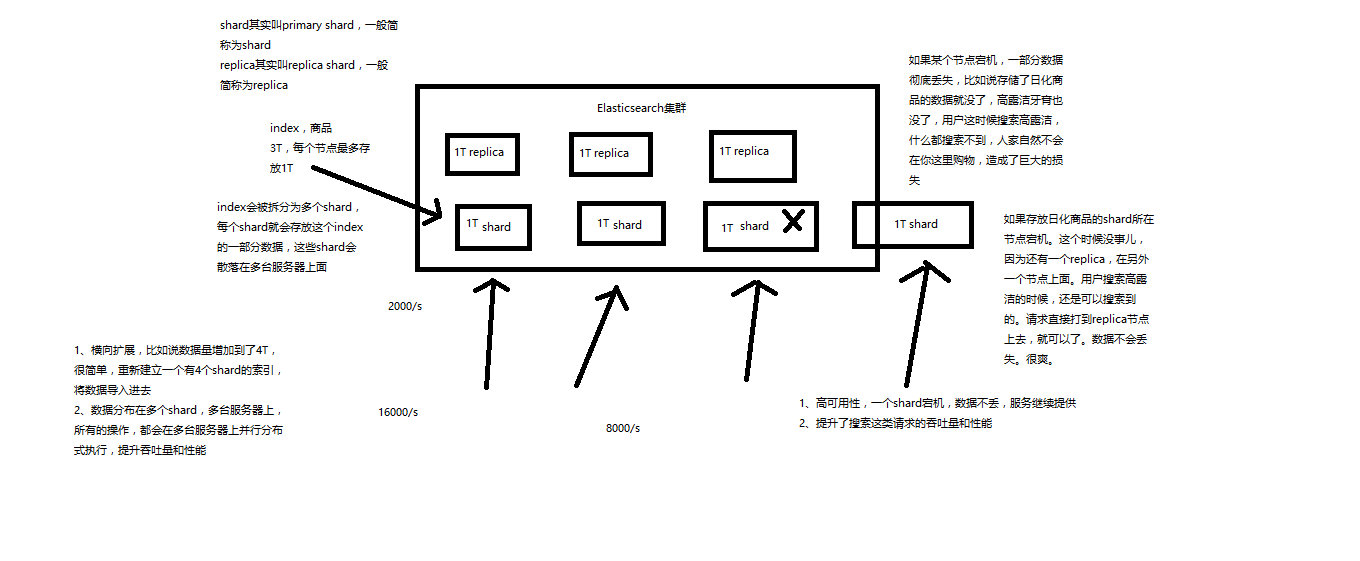 shard其实叫primary shard，一般简
称为shard
replica其实叫replica shard，一般
简称为replica
如果某个节点宕机，一部分数据
彻底丢失，比如说存储了日化商
品的数据就没了，高露洁牙膏也
没了，用户这时候搜索高露洁，
什么都搜索不到，人家自然不会
在你这里购物，造成了巨大的损
失
Elasticsearch集群
index，商品
3T，每个节点最多存
放1T
1T replica
1T replica
1T replica
index会被拆分为多个shard，
每个shard就会存放这个index
的一部分数据，这些shard会
散落在多台服务器上面
1T shard
1T shard
1T shard
1T shard
如果存放日化商品的shard所在
节点宕机。这个时候没事儿，
因为还有一个replica，在另外
一个节点上面。用户搜索高露
洁的时候，还是可以搜索到
的。请求直接打到replica节点
上去，就可以了。数据不会丢
失。很爽。
2000/s
1、横向扩展，比如说数据量增加到了4T，
很简单，重新建立一个有4个shard的索引，
将数据导入进去
2、数据分布在多个shard，多台服务器上，
所有的操作，都会在多台服务器上并行分布
式执行，提升吞吐量和性能
16000/s
8000/s
1、高可用性，一个shard宕机，数据不丢，服务继续提供
2、提升了搜索这类请求的吞吐量和性能